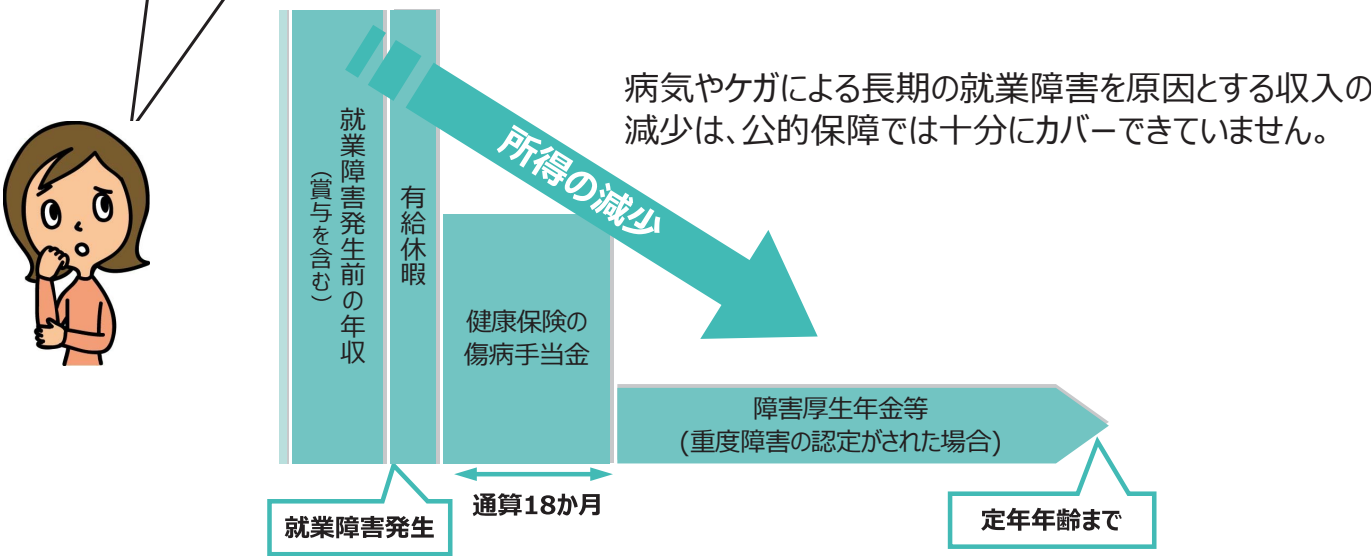 病気やケガによる長期の就業障害を原因とする収入の
減少は、公的保障では十分にカバーできていません。
所得の減少
就業障害発生前の年収
（賞与を含む）
有給休暇
健康保険の
傷病手当金
障害厚生年金等
(重度障害の認定がされた場合)
通算18か月
就業障害発生
定年年齢まで